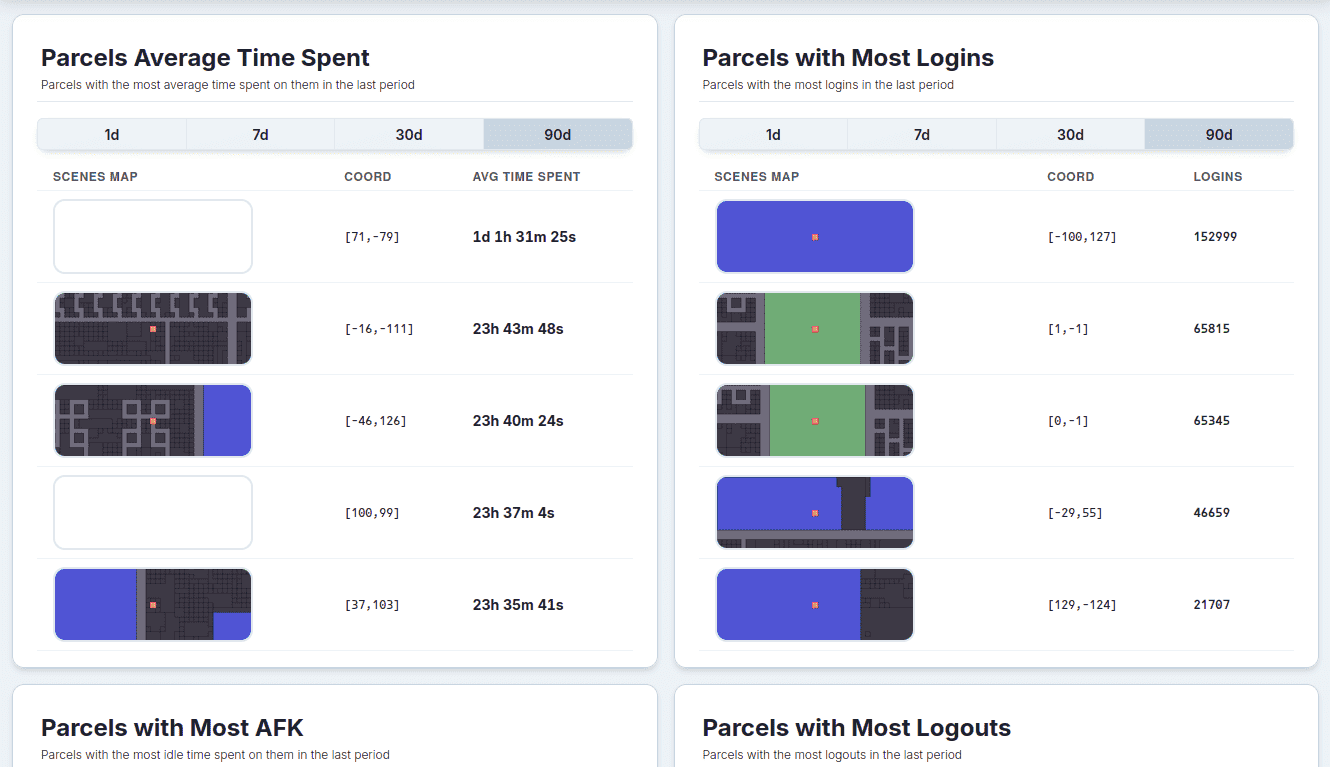 Parcels Average Time Spent
Parcels with the most average time spent on them in the last period
1d 7d 30d 90d
SCENES MAP COORD AVG TIME SPENT
[71,-79] 1d 1h 31m 25s
[-16,-111] 23h 43m 48s
[-46,126] 23h 40m 24s
[100,99] 23h 37m 4s
[37,103] 23h 35m 41s
Parcels with Most Logins
Parcels with the most logins in the last period
1d 7d 30d 90d
SCENES MAP COORD LOGINS
[-100,127] 152999
[1,-1] 65815
[0,-1] 65345
[-29,55] 46659
[129,-124] 21707
Parcels with Most AFK
Parcels with the most idle time spent on them in the last period
Parcels with Most Logouts
Parcels with the most logouts in the last period